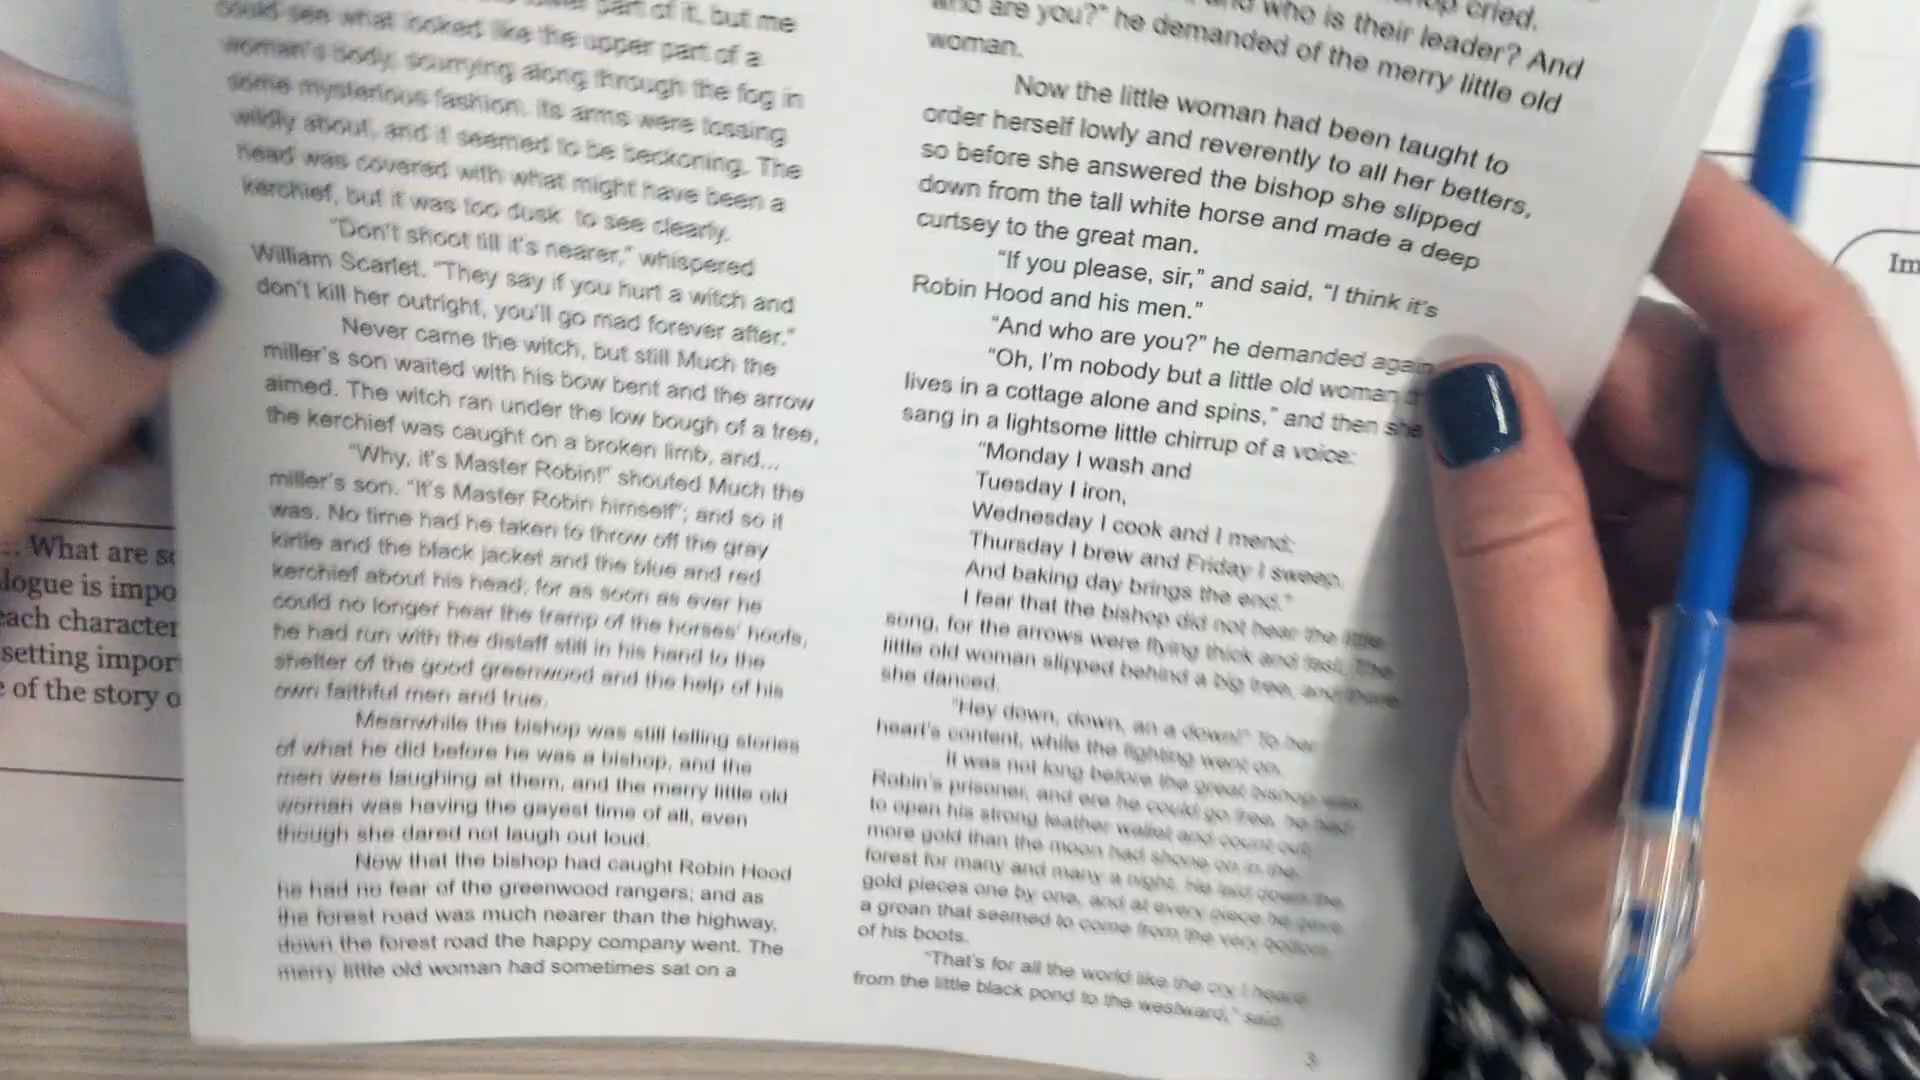 part of it, but me
could see what looked like the upper part of a
woman's body, scurrying along through the fog in
some mysterious fashion. Its arms were tossing
wildly about, and it seemed to be beckoning. The
head was covered with what might have been a
kerchief, but it was too dusk to see clearly.
"Don't shoot till it's nearer," whispered
William Scarlet. "They say if you hurt a witch and
don't kill her outright, you'll go mad forever after."
Never came the witch, but still Much the
miller's son waited with his bow bent and the arrow
aimed. The witch ran under the low bough of a tree,
the kerchief was caught on a broken limb, and...
"Why, it's Master Robin!" shouted Much the
miller's son. "It's Master Robin himself"; and so it
was. No time had he taken to throw off the gray
kirtle and the black jacket and the blue and red
kerchief about his head; for as soon as ever he
could no longer hear the tramp of the horses' hoofs,
he had run with the distaff still in his hand to the
shelter of the good greenwood and the help of his
own faithful men and true.
Meanwhile the bishop was still telling stories
of what he did before he was a bishop, and the
men were laughing at them, and the merry little old
woman was having the gayest time of all, even
though she dared not laugh out loud.
Now that the bishop had caught Robin Hood
he had no fear of the greenwood rangers; and as
the forest road was much nearer than the highway,
down the forest road the happy company went. The
merry little old woman had sometimes sat on a
cried.
and who is their leader? And
who are you?" he demanded of the merry little old
woman.
Now the little woman had been taught to
order herself lowly and reverently to all her betters,
so before she answered the bishop she slipped
down from the tall white horse and made a deep
curtsey to the great man.
"If you please, sir," and said, "I think it's
Robin Hood and his men."
"And who are you?" he demanded again.
"Oh, I'm nobody but a little old woman
lives in a cottage alone and spins," and then she
sang in a lightsome little chirrup of a voice:
"Monday I wash and
Tuesday I iron,
Wednesday I cook and I mend;
Thursday I brew and Friday I sweep,
And baking day brings the end."
I fear that the bishop did not hear the little
song, for the arrows were flying thick and fast. The
little old woman slipped behind a big tree, and there
she danced.
"Hey down, down, an a down!" To her
heart's content, while the fighting went on.
It was not long before the great bishop was
Robin's prisoner, and ere he could go free, he had
to open his strong leather wallet and count out
more gold than the moon had shone on in the
forest for many and many a night. He laid down the
gold pieces one by one, and at every piece he gave
a groan that seemed to come from the very bottom
of his boots.
"That's for all the world like the cry I heard
from the little black pond to the westward," said
3
What are
logue is impo
each character
setting impor
of the story o
Im